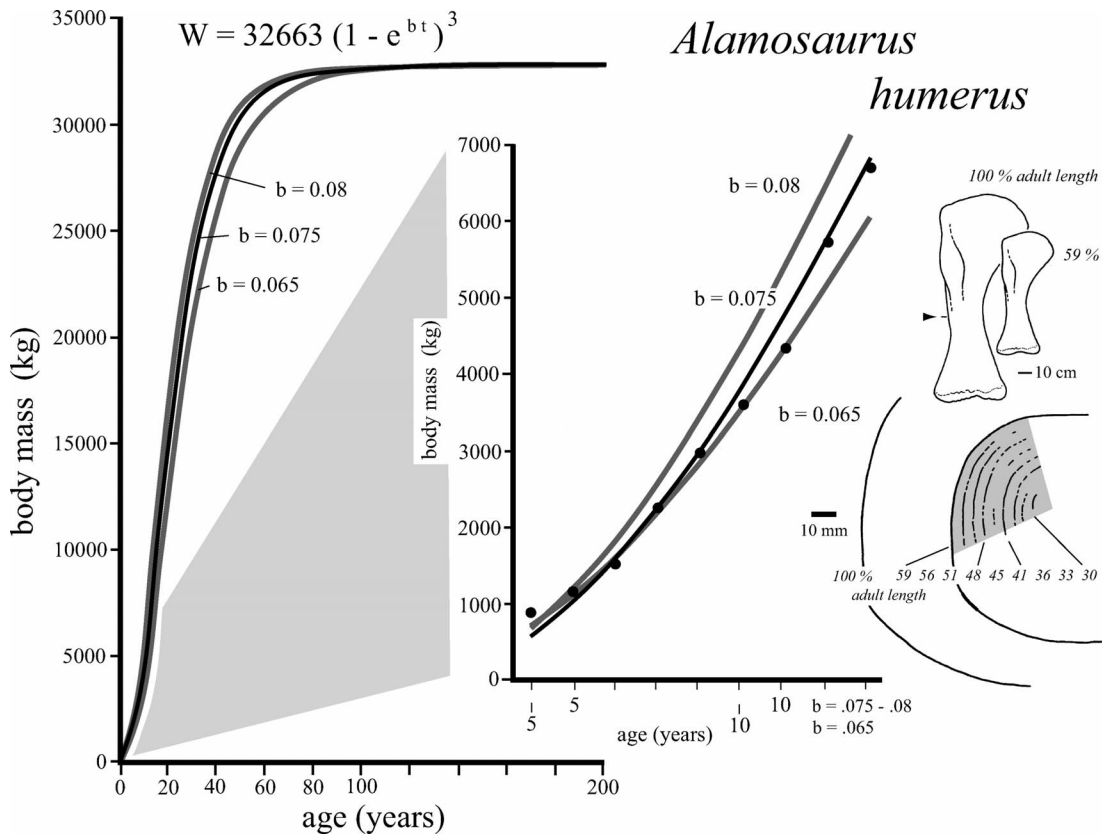 W = 32663 (1 - e^bt)^3
Alamosaurus
humerus
35000
30000
25000
20000
15000
10000
5000
0
body mass (kg)
b = 0.08
b = 0.075
b = 0.065
0 20 40 60 80 100 200
age (years)
7000
6000
5000
4000
3000
2000
1000
0
body mass (kg)
b = 0.08
b = 0.075
b = 0.065
5 10 b = .075 - .08
5 10 b = .065
age (years)
100 % adult length
59 %
10 cm
10 mm
100 % 59 56 51 48 45 41 36 33 30
adult length